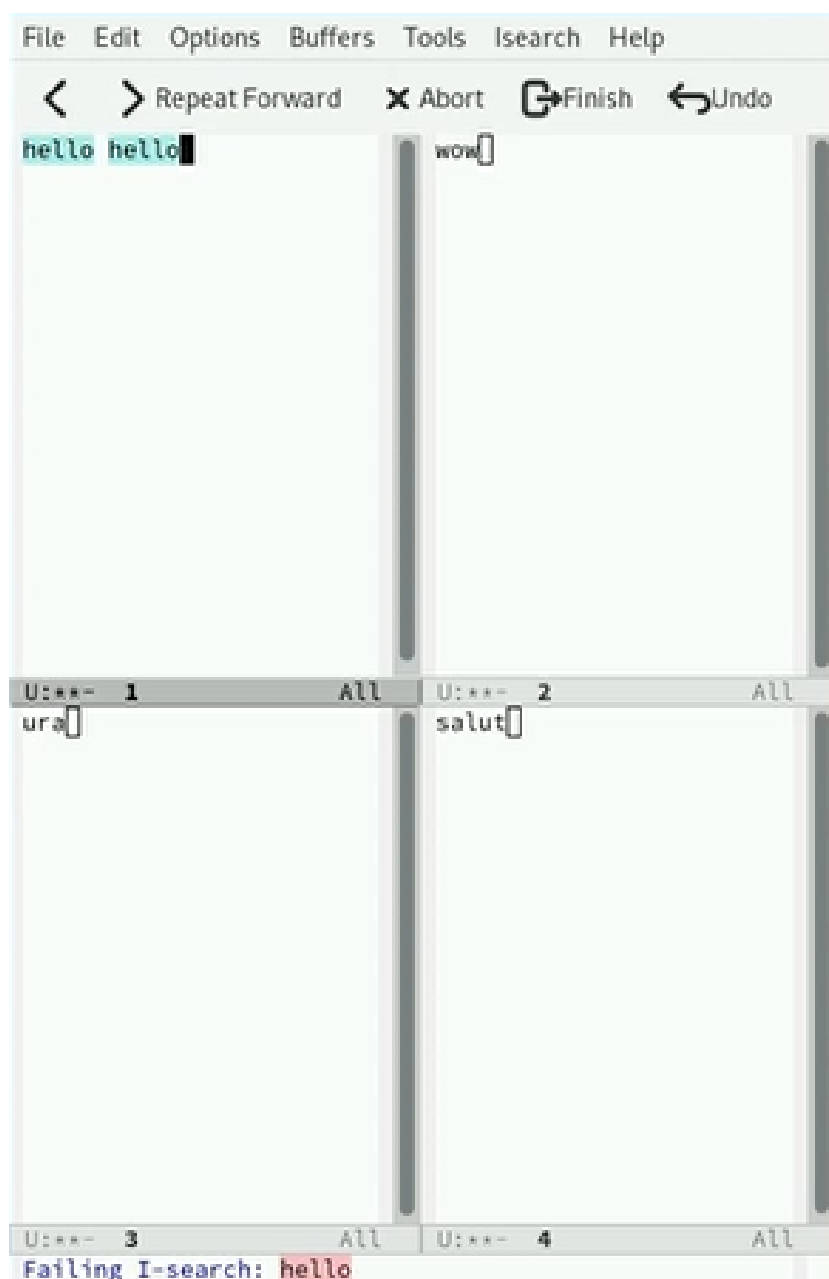 File Edit Options Buffers Tools Isearch Help
Repeat Forward Abort Finish Undo
hello hello
wow
U:**- 1 All
U:**- 2 All
ura
salut
U:**- 3 All
U:**- 4 All
Failing I-search: hello